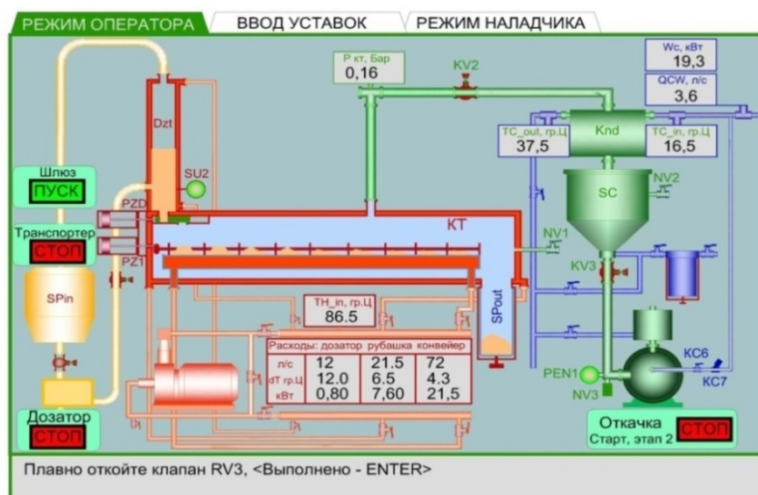 РЕЖИМ ОПЕРАТОРА ВВОД УСТАВОК РЕЖИМ НАЛАДЧИКА
Wc, кВт
19,3
QCW, л/с
3,6
P кт, Бар
0,16
KV2
Dzt
Knd
TC_out, гр.Ц
37,5
TC_in, гр.Ц
16,5
Шлюз
ПУСК
SU2
SC
NV2
PZD
Транспортер
СТОП
PZ1
КТ
NV1
KV3
SPin
TH_in, гр.Ц
86.5
SPout
Расходы: дозатор рубашка конвейер
л/с 12 21.5 72
dT гр.Ц 12.0 6.5 4.3
кВт 0,80 7,60 21,5
PEN1
NV3
КС6
КС7
Дозатор
СТОП
Откачка
Старт, этап 2
СТОП
Плавно откойте клапан RV3, <Выполнено - ENTER>